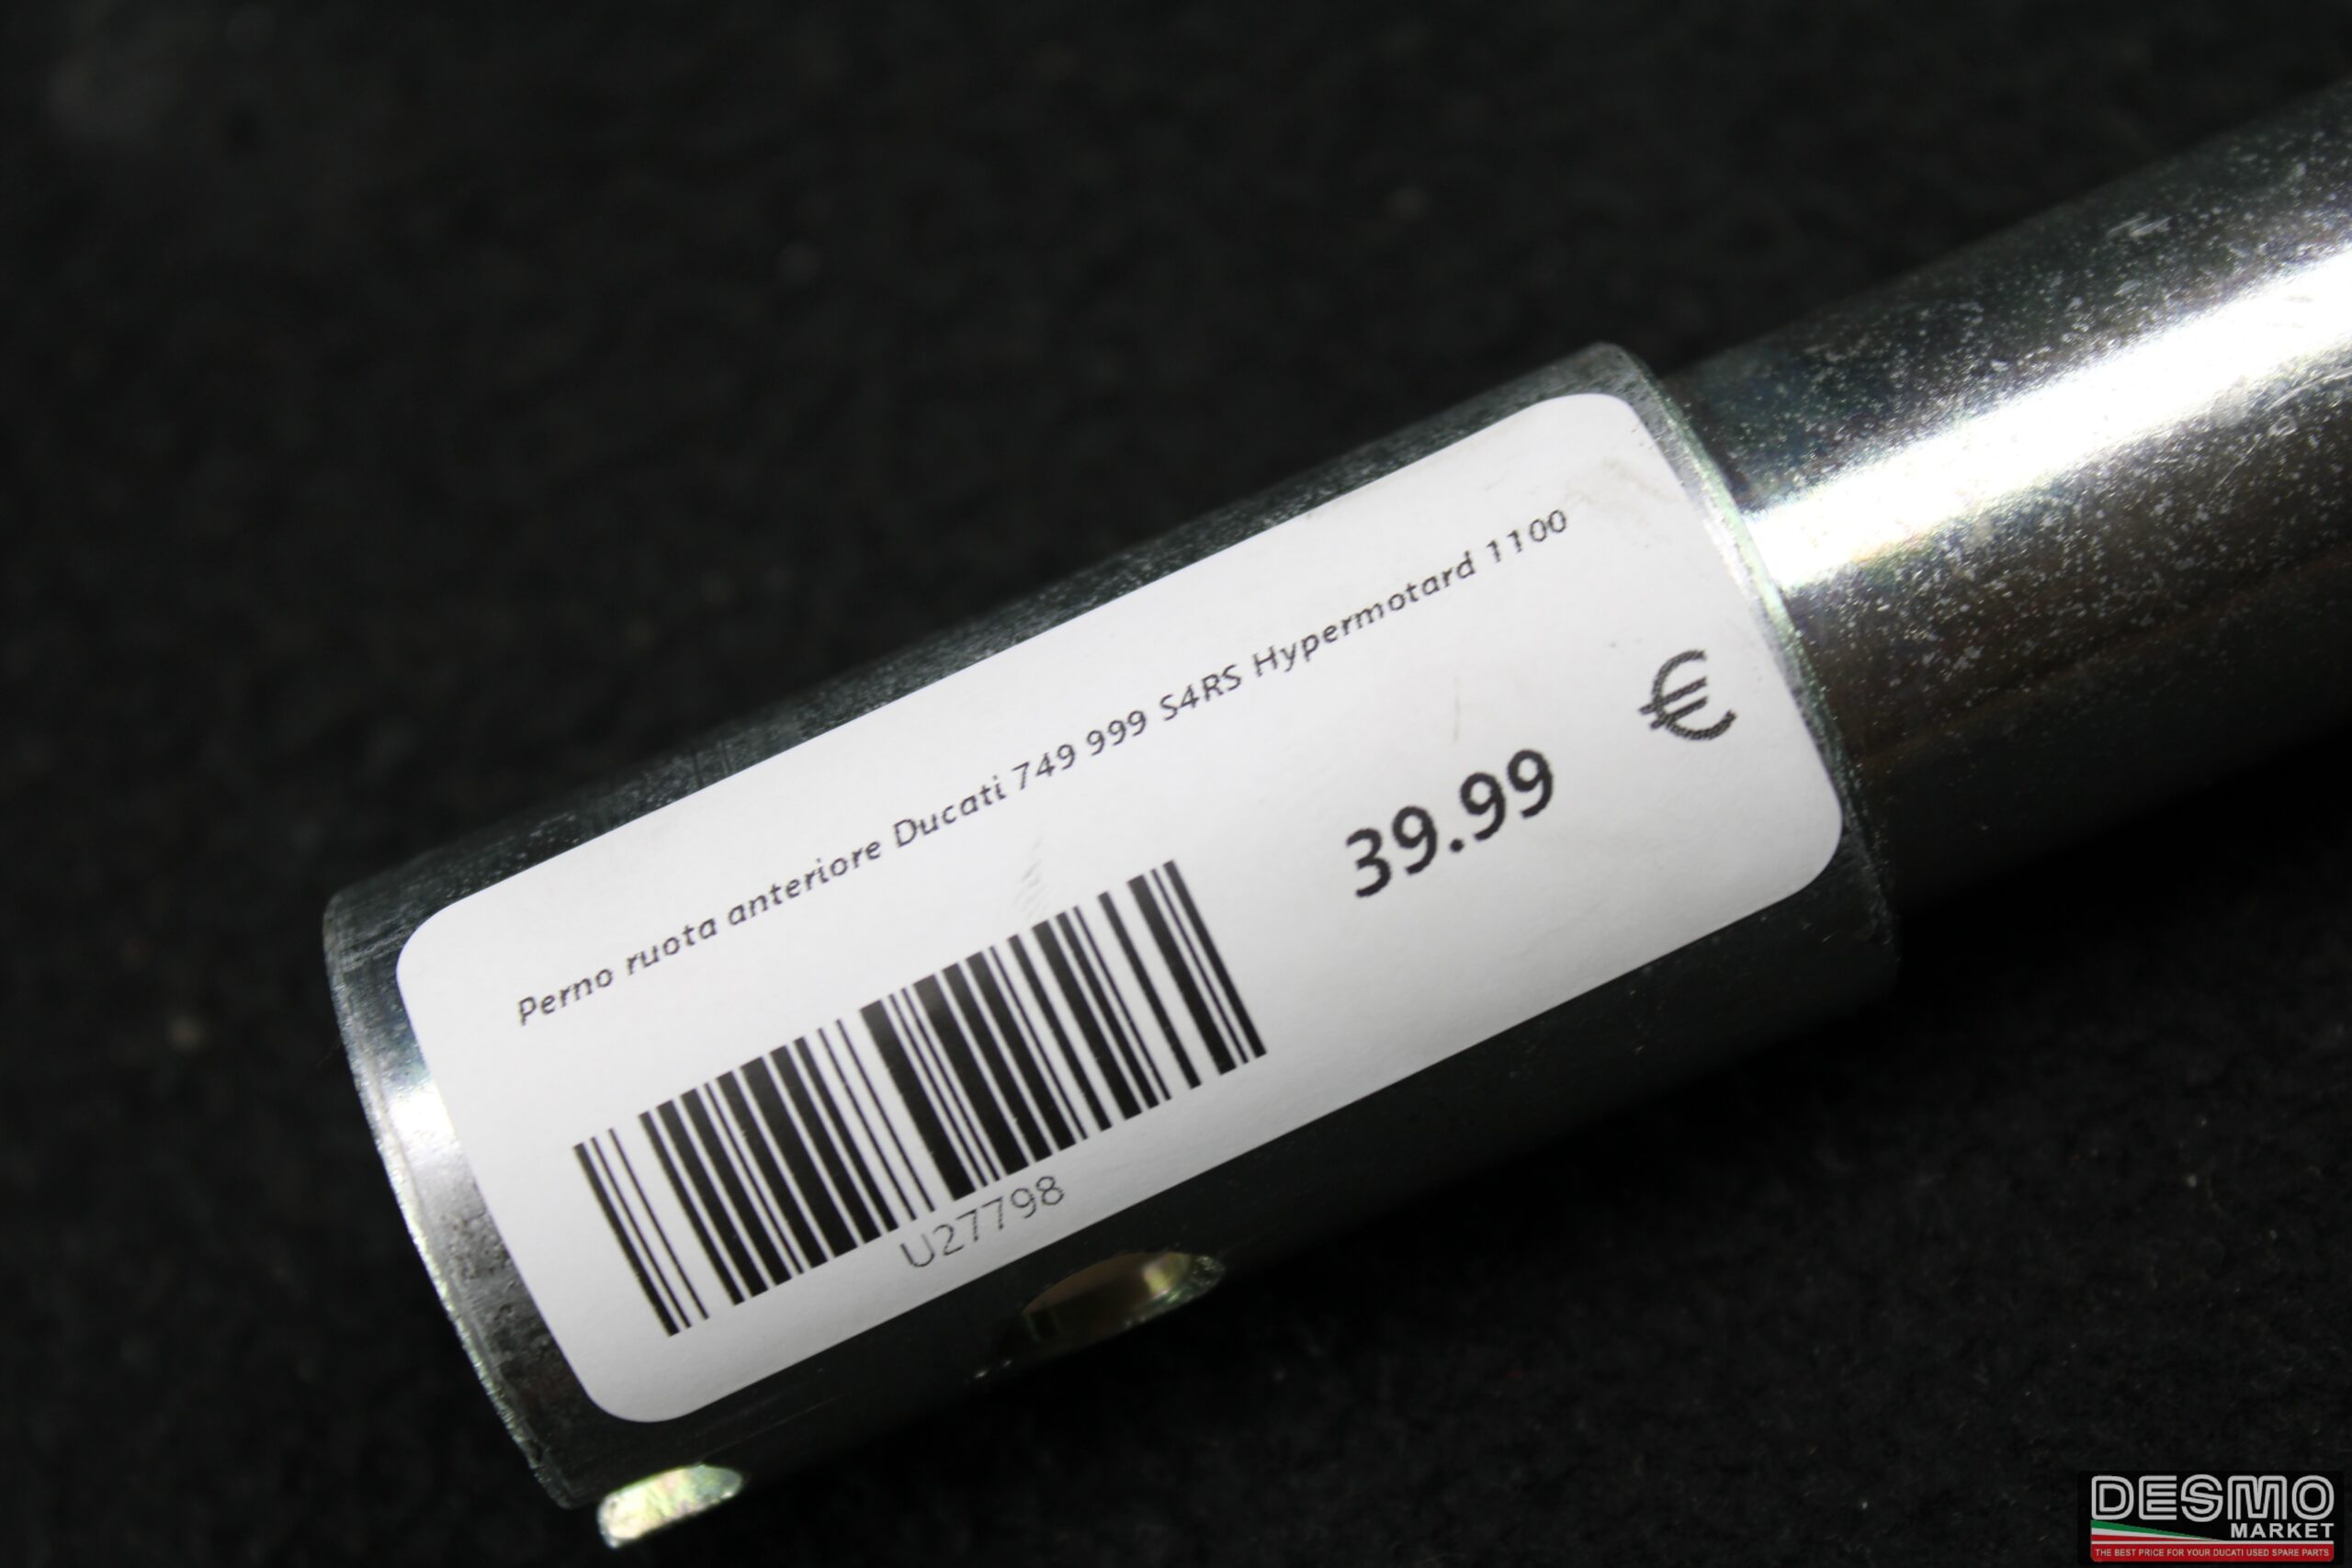 Perno ruota anteriore Ducati 749 999 S4RS Hypermotard 1100
39.99 €
U27798
DESMO
MARKET
THE BEST PRICE FOR YOUR DUCATI USED SPARE PARTS